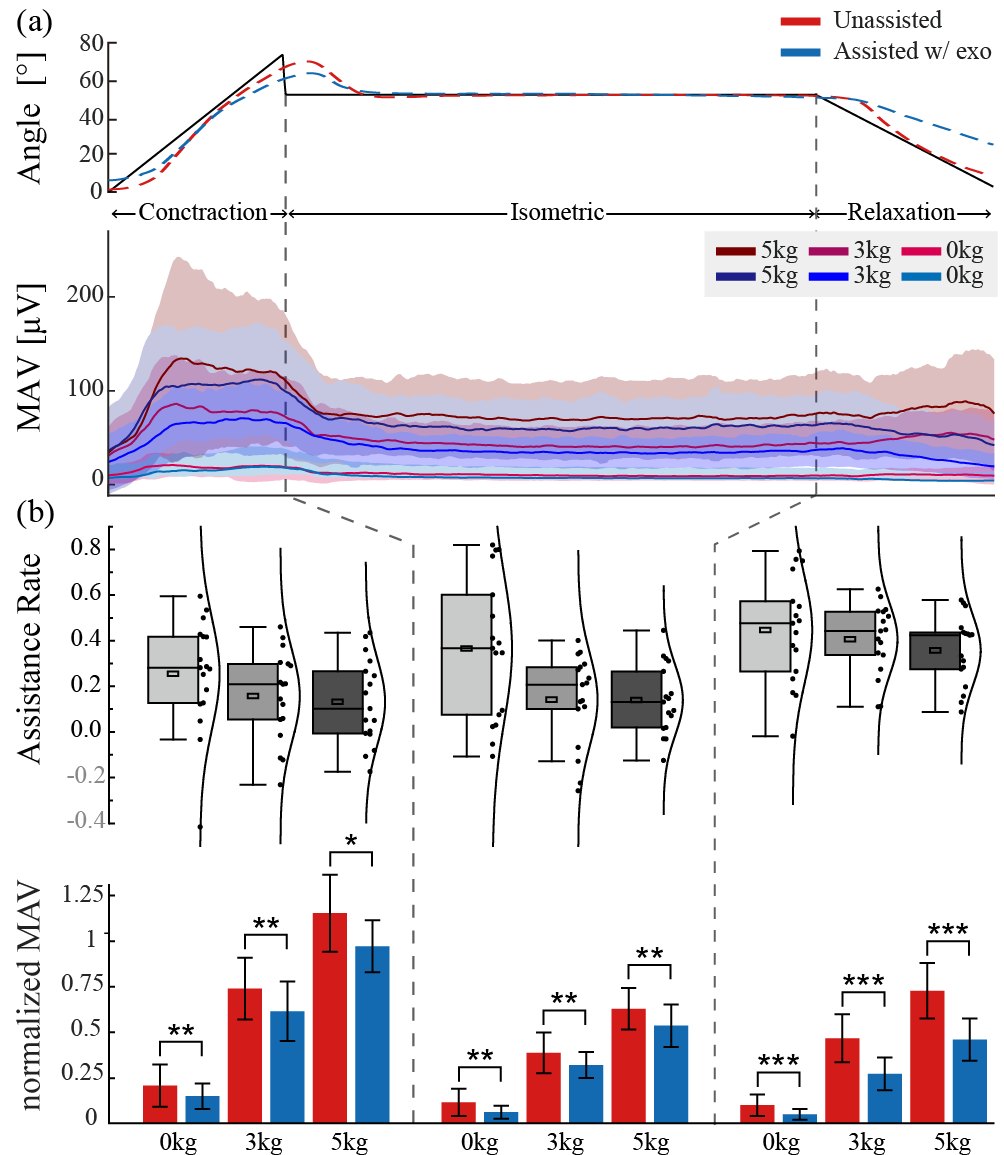 (a)
Unassisted
Assisted w/ exo
Angle [°]
80
60
40
20
0
Conctraction
Isometric
Relaxation
5kg 3kg 0kg
5kg 3kg 0kg
MAV [µV]
200
100
0
(b)
Assistance Rate
0.8
0.6
0.4
0.2
0.0
-0.2
-0.4
normalized MAV
1.25
1
0.75
0.5
0.25
0
** ** *
** ** **
*** *** ***
0kg 3kg 5kg 0kg 3kg 5kg 0kg 3kg 5kg